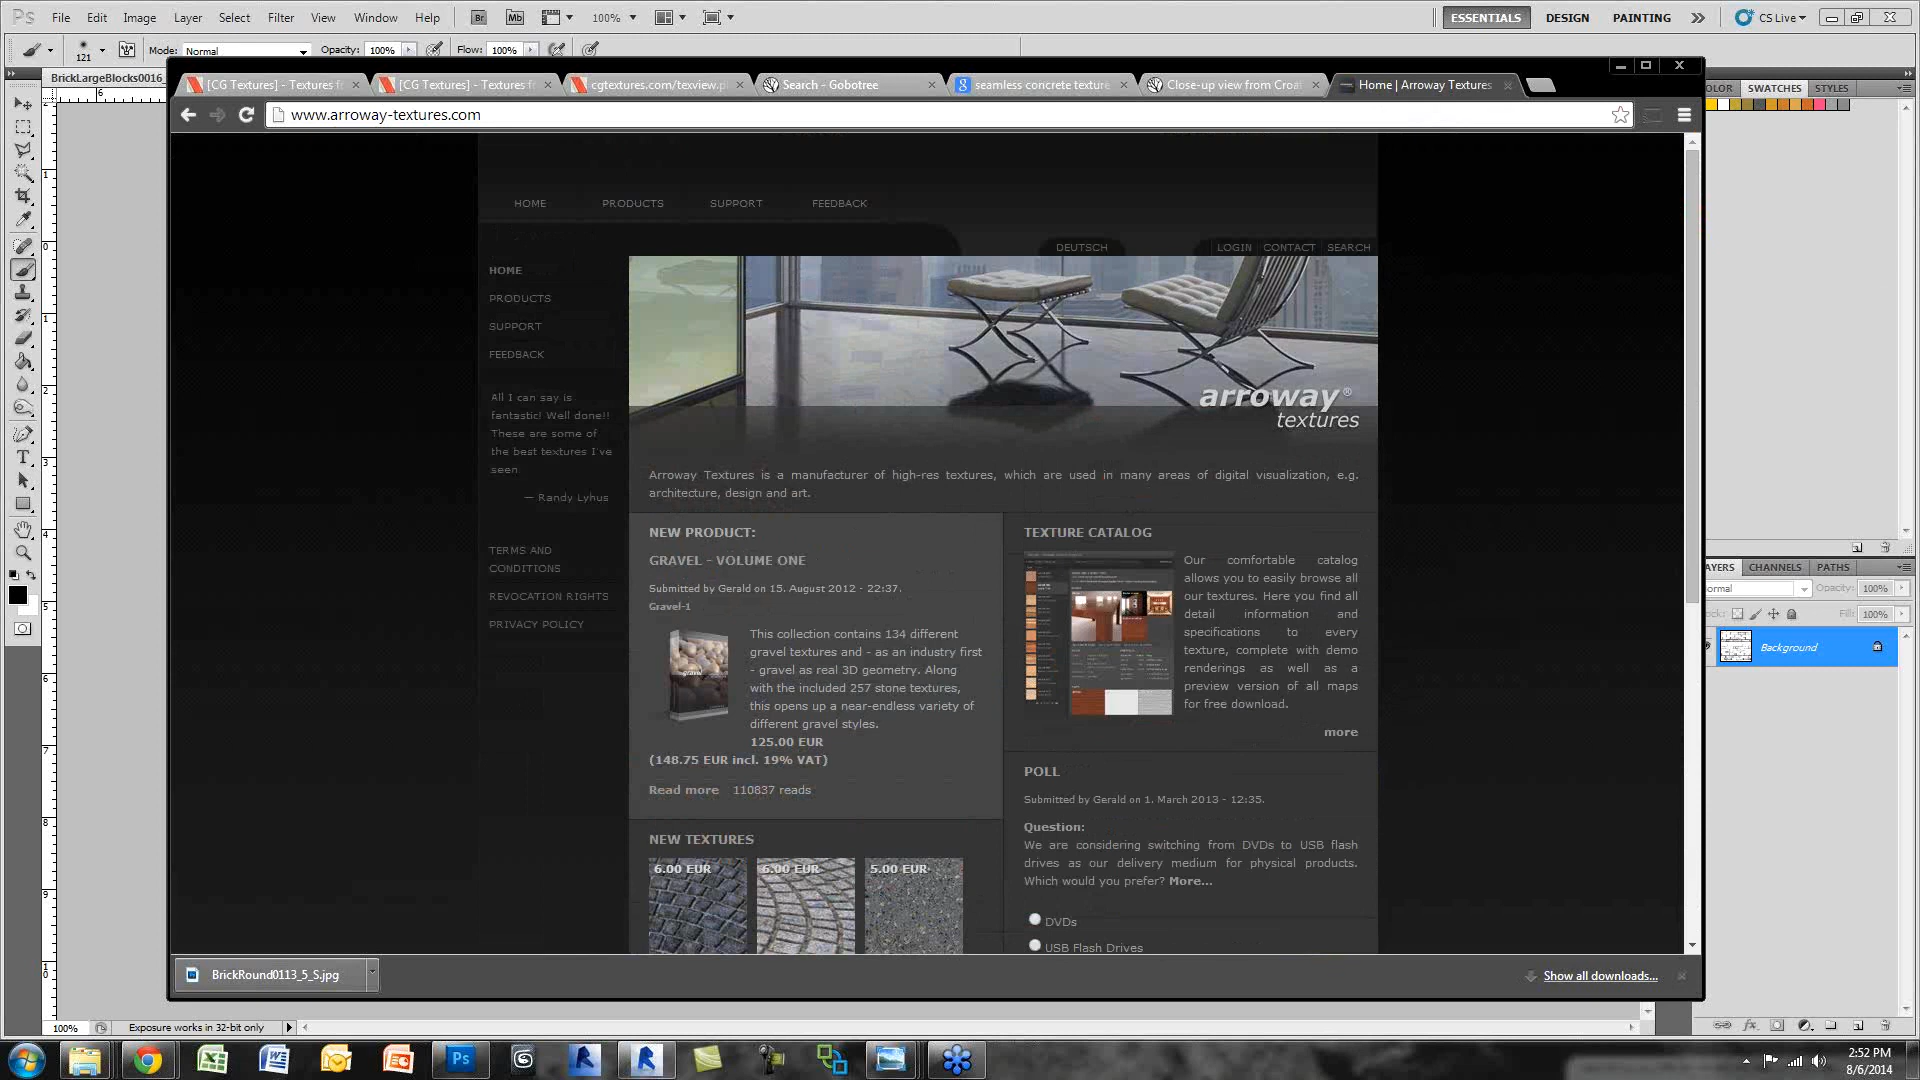 Ps File Edit Image Layer Select Filter View Window Help Br Mb 100% ESSENTIALS DESIGN PAINTING CS Live
121 Mode: Normal Opacity: 100% Flow: 100%
BrickLargeBlocks0016_
[CG Textures] - Textures f [CG Textures] - Textures f cgtextures.com/texview.p Search - Gobotree seamless concrete texture Close-up view from Croat Home | Arroway Textures
www.arroway-textures.com
OLOR SWATCHES STYLES
HOME PRODUCTS SUPPORT FEEDBACK
DEUTSCH LOGIN CONTACT SEARCH
HOME
PRODUCTS
SUPPORT
FEEDBACK
All I can say is
fantastic! Well done!!
These are some of
the best textures I've
seen.
— Randy Lyhus
TERMS AND
CONDITIONS
REVOCATION RIGHTS
PRIVACY POLICY
arroway®
textures
Arroway Textures is a manufacturer of high-res textures, which are used in many areas of digital visualization, e.g.
architecture, design and art.
NEW PRODUCT:
GRAVEL - VOLUME ONE
Submitted by Gerald on 15. August 2012 - 22:37.
Gravel-1
This collection contains 134 different
gravel textures and - as an industry first
- gravel as real 3D geometry. Along
with the included 257 stone textures,
this opens up a near-endless variety of
different gravel styles.
125.00 EUR
(148.75 EUR incl. 19% VAT)
Read more 110837 reads
NEW TEXTURES
6.00 EUR 6.00 EUR 5.00 EUR
TEXTURE CATALOG
Our comfortable catalog
allows you to easily browse all
our textures. Here you find all
detail information and
specifications to every
texture, complete with demo
renderings as well as a
preview version of all maps
for free download.
more
POLL
Submitted by Gerald on 1. March 2013 - 12:35.
Question:
We are considering switching from DVDs to USB flash
drives as our delivery medium for physical products.
Which would you prefer? More...
DVDs
USB Flash Drives
AYERS CHANNELS PATHS
ormal Opacity: 100%
ock: Fill: 100%
Background
BrickRound0113_5_S.jpg Show all downloads...
100% Exposure works in 32-bit only
2:52 PM
8/6/2014